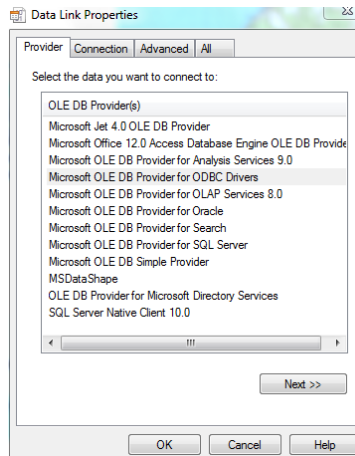 Data Link Properties
Provider Connection Advanced All
Select the data you want to connect to:
OLE DB Provider(s)
Microsoft Jet 4.0 OLE DB Provider
Microsoft Office 12.0 Access Database Engine OLE DB Provide
Microsoft OLE DB Provider for Analysis Services 9.0
Microsoft OLE DB Provider for ODBC Drivers
Microsoft OLE DB Provider for OLAP Services 8.0
Microsoft OLE DB Provider for Oracle
Microsoft OLE DB Provider for Search
Microsoft OLE DB Provider for SQL Server
Microsoft OLE DB Simple Provider
MSDataShape
OLE DB Provider for Microsoft Directory Services
SQL Server Native Client 10.0
Next >>
OK Cancel Help